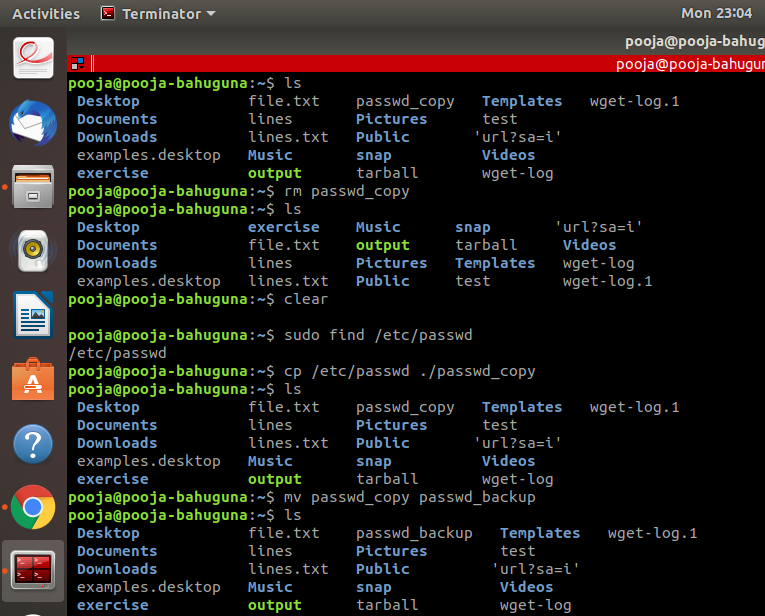 Activities Terminator Mon 23:04
pooja@pooja-bahug
pooja@pooja-bahugun
pooja@pooja-bahuguna:~$ ls
Desktop file.txt passwd_copy Templates wget-log.1
Documents lines Pictures test
Downloads lines.txt Public 'url?sa=i'
examples.desktop Music snap Videos
exercise output tarball wget-log
pooja@pooja-bahuguna:~$ rm passwd_copy
pooja@pooja-bahuguna:~$ ls
Desktop exercise Music snap 'url?sa=i'
Documents file.txt output tarball Videos
Downloads lines Pictures Templates wget-log
examples.desktop lines.txt Public test wget-log.1
pooja@pooja-bahuguna:~$ clear
pooja@pooja-bahuguna:~$ sudo find /etc/passwd
/etc/passwd
pooja@pooja-bahuguna:~$ cp /etc/passwd ./passwd_copy
pooja@pooja-bahuguna:~$ ls
Desktop file.txt passwd_copy Templates wget-log.1
Documents lines Pictures test
Downloads lines.txt Public 'url?sa=i'
examples.desktop Music snap Videos
exercise output tarball wget-log
pooja@pooja-bahuguna:~$ mv passwd_copy passwd_backup
pooja@pooja-bahuguna:~$ ls
Desktop file.txt passwd_backup Templates wget-log.1
Documents lines Pictures test
Downloads lines.txt Public 'url?sa=i'
examples.desktop Music snap Videos
exercise output tarball wget-log